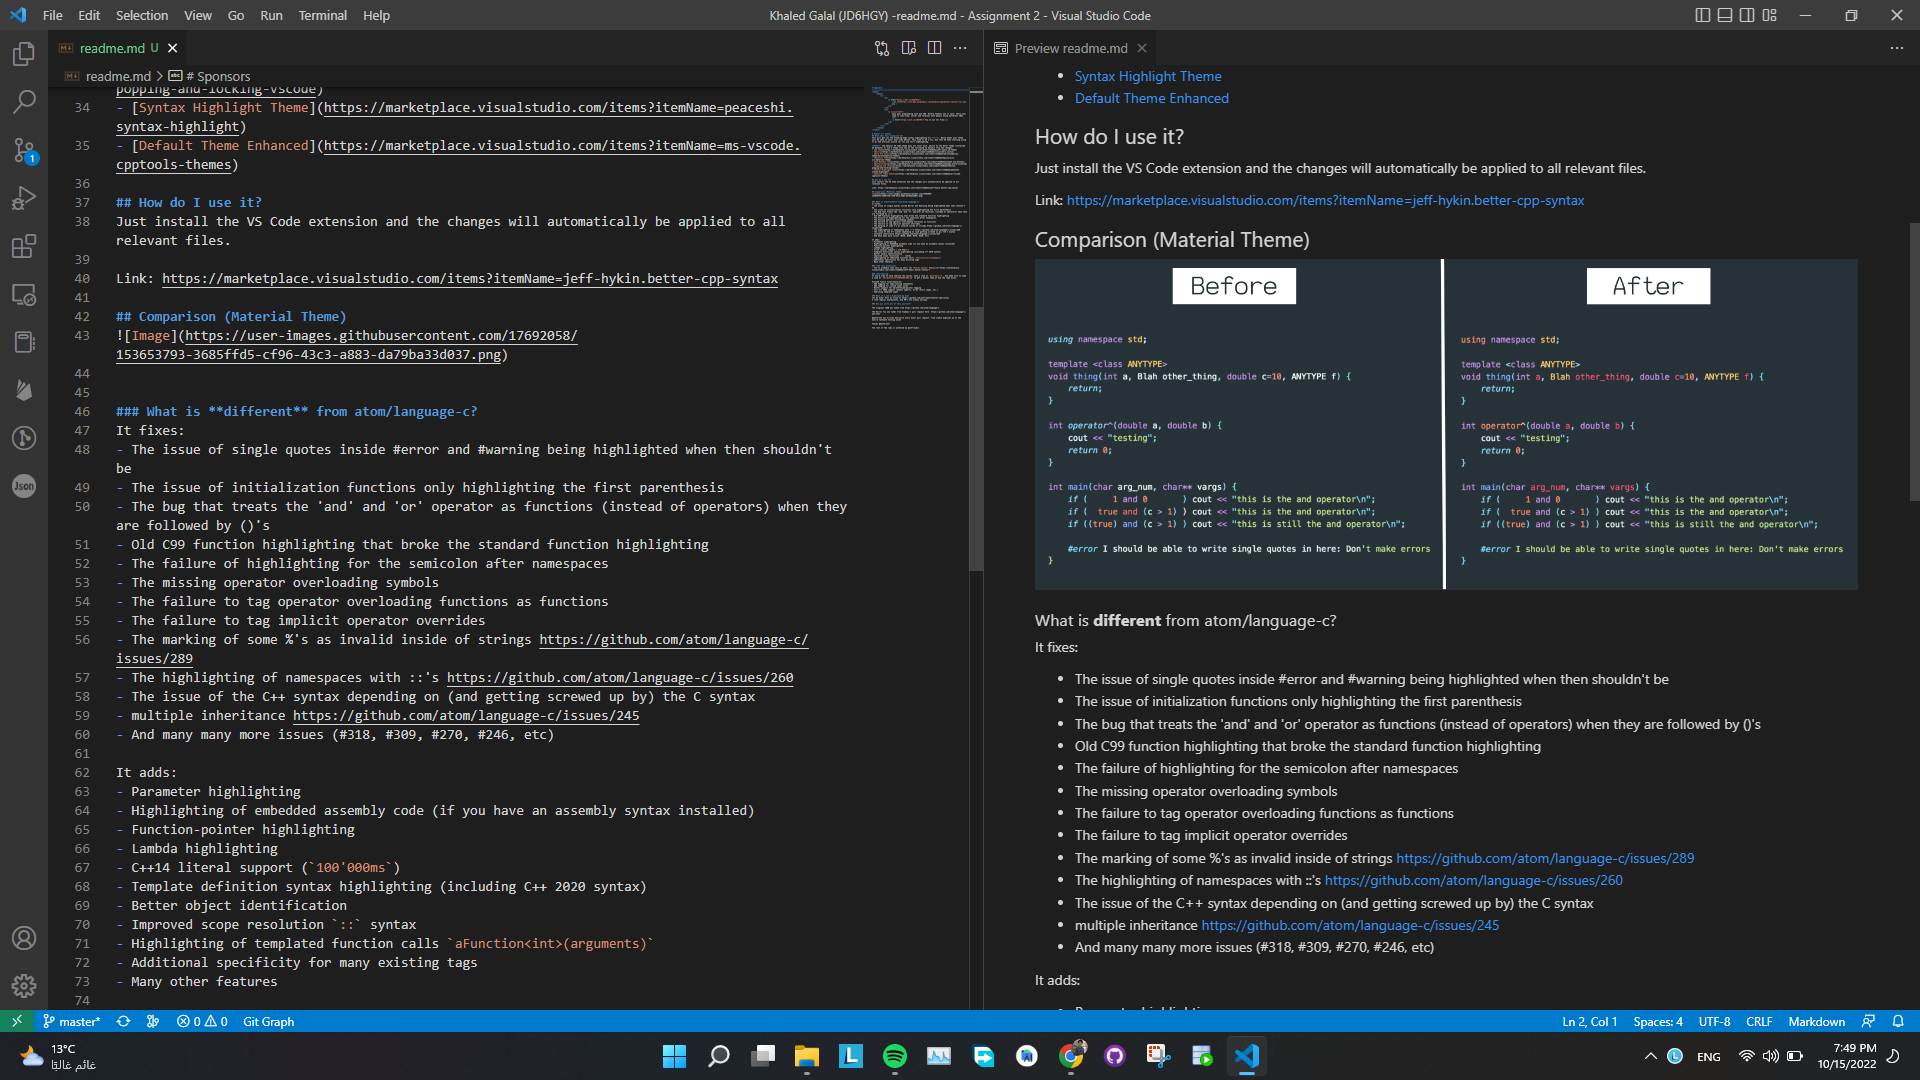 File Edit Selection View Go Run Terminal Help
Khaled Galal (JD6HGY) -readme.md - Assignment 2 - Visual Studio Code
readme.md U
readme.md > # Sponsors
popping-and-locking-vscode)
34 - [Syntax Highlight Theme](https://marketplace.visualstudio.com/items?itemName=peaceshi.
syntax-highlight)
35 - [Default Theme Enhanced](https://marketplace.visualstudio.com/items?itemName=ms-vscode.
cpptools-themes)
36
37 ## How do I use it?
38 Just install the VS Code extension and the changes will automatically be applied to all
relevant files.
39
40 Link: https://marketplace.visualstudio.com/items?itemName=jeff-hykin.better-cpp-syntax
41
42 ## Comparison (Material Theme)
43 ![Image](https://user-images.githubusercontent.com/17692058/
153653793-3685ffd5-cf96-43c3-a883-da79ba33d037.png)
44
45
46 ### What is **different** from atom/language-c?
47 It fixes:
48 - The issue of single quotes inside #error and #warning being highlighted when then shouldn't
be
49 - The issue of initialization functions only highlighting the first parenthesis
50 - The bug that treats the 'and' and 'or' operator as functions (instead of operators) when they
are followed by ()'s
51 - Old C99 function highlighting that broke the standard function highlighting
52 - The failure of highlighting for the semicolon after namespaces
53 - The missing operator overloading symbols
54 - The failure to tag operator overloading functions as functions
55 - The failure to tag implicit operator overrides
56 - The marking of some %'s as invalid inside of strings https://github.com/atom/language-c/
issues/289
57 - The highlighting of namespaces with ::'s https://github.com/atom/language-c/issues/260
58 - The issue of the C++ syntax depending on (and getting screwed up by) the C syntax
59 - multiple inheritance https://github.com/atom/language-c/issues/245
60 - And many many more issues (#318, #309, #270, #246, etc)
61
62 It adds:
63 - Parameter highlighting
64 - Highlighting of embedded assembly code (if you have an assembly syntax installed)
65 - Function-pointer highlighting
66 - Lambda highlighting
67 - C++14 literal support (`100'000ms`)
68 - Template definition syntax highlighting (including C++ 2020 syntax)
69 - Better object identification
70 - Improved scope resolution `::` syntax
71 - Highlighting of templated function calls `aFunction<int>(arguments)`
72 - Additional specificity for many existing tags
73 - Many other features
74
Preview readme.md
• Syntax Highlight Theme
• Default Theme Enhanced
How do I use it?
Just install the VS Code extension and the changes will automatically be applied to all relevant files.
Link: https://marketplace.visualstudio.com/items?itemName=jeff-hykin.better-cpp-syntax
Comparison (Material Theme)
Before
using namespace std;
template <class ANYTYPE>
void thing(int a, Blah other_thing, double c=10, ANYTYPE f) {
return;
}
int operator^(double a, double b) {
cout << "testing";
return 0;
}
int main(char arg_num, char** vargs) {
if ( 1 and 0 ) cout << "this is the and operator\n";
if ( true and (c > 1) ) cout << "this is the and operator\n";
if ((true) and (c > 1) ) cout << "this is still the and operator\n";
#error I should be able to write single quotes in here: Don't make errors
}
After
using namespace std;
template <class ANYTYPE>
void thing(int a, Blah other_thing, double c=10, ANYTYPE f) {
return;
}
int operator^(double a, double b) {
cout << "testing";
return 0;
}
int main(char arg_num, char** vargs) {
if ( 1 and 0 ) cout << "this is the and operator\n";
if ( true and (c > 1) ) cout << "this is the and operator\n";
if ((true) and (c > 1) ) cout << "this is still the and operator\n";
#error I should be able to write single quotes in here: Don't make errors
}
What is different from atom/language-c?
It fixes:
• The issue of single quotes inside #error and #warning being highlighted when then shouldn't be
• The issue of initialization functions only highlighting the first parenthesis
• The bug that treats the 'and' and 'or' operator as functions (instead of operators) when they are followed by ()'s
• Old C99 function highlighting that broke the standard function highlighting
• The failure of highlighting for the semicolon after namespaces
• The missing operator overloading symbols
• The failure to tag operator overloading functions as functions
• The failure to tag implicit operator overrides
• The marking of some %'s as invalid inside of strings https://github.com/atom/language-c/issues/289
• The highlighting of namespaces with ::'s https://github.com/atom/language-c/issues/260
• The issue of the C++ syntax depending on (and getting screwed up by) the C syntax
• multiple inheritance https://github.com/atom/language-c/issues/245
• And many many more issues (#318, #309, #270, #246, etc)
It adds:
1
Json
master* 0 0 Git Graph
Ln 2, Col 1 Spaces: 4 UTF-8 CRLF Markdown
13°C
غائم غالبًا
L
ENG
7:49 PM
10/15/2022